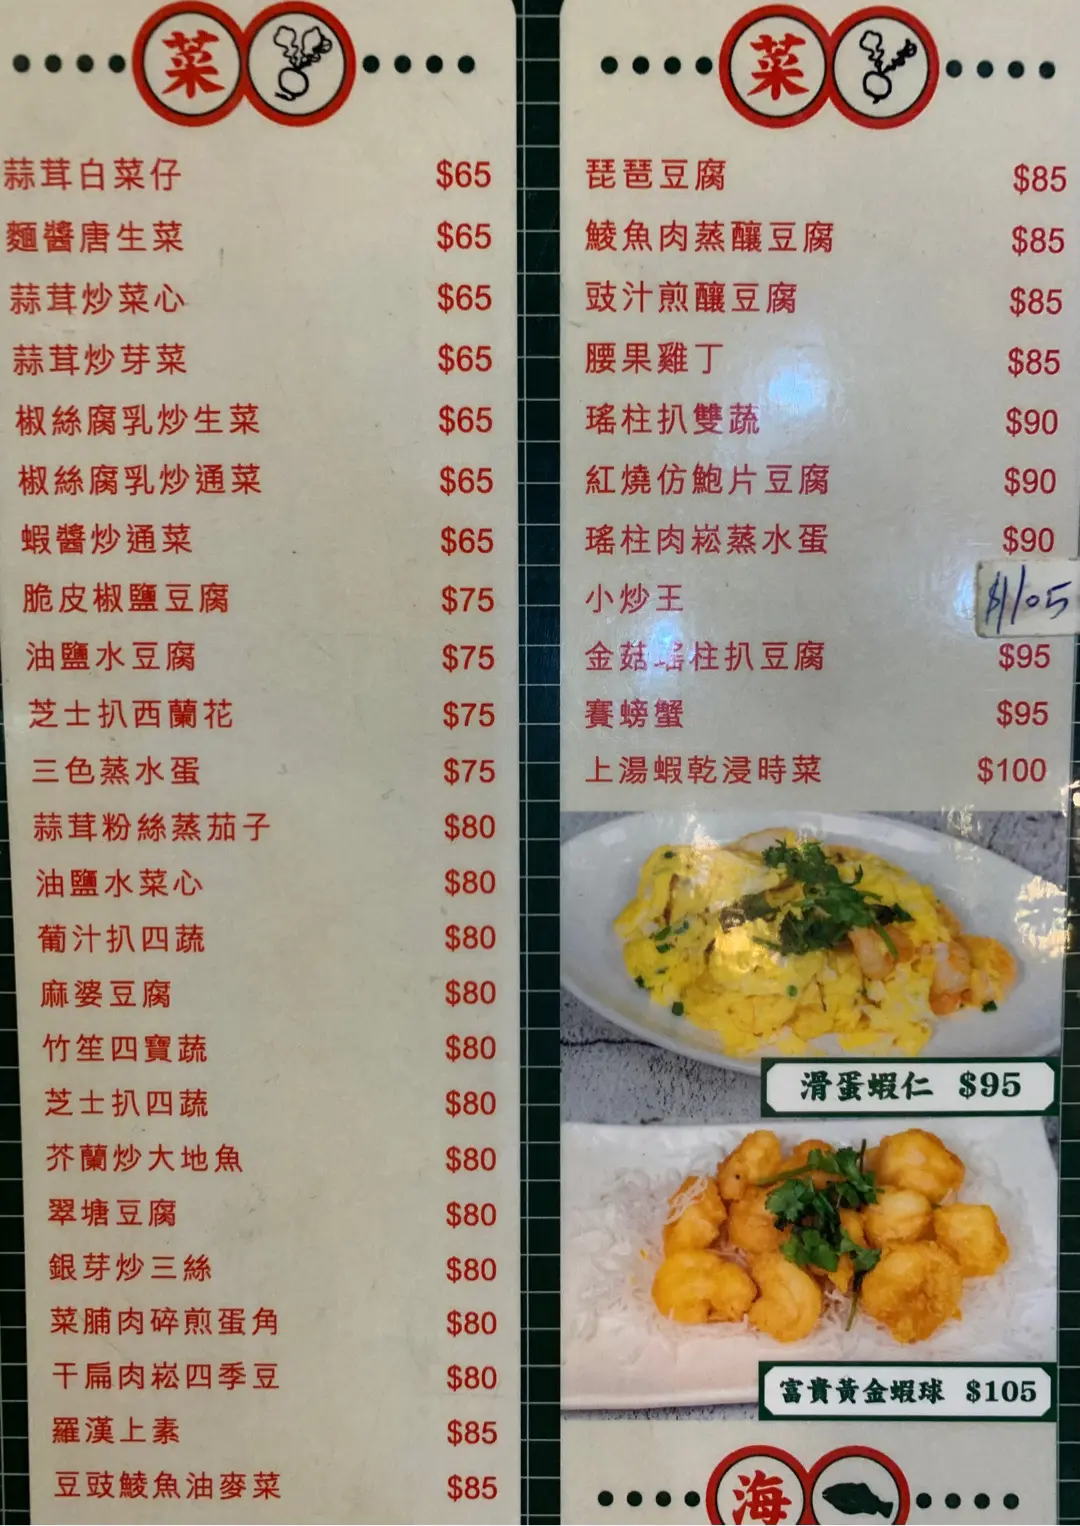 菜
蒜茸白菜仔 $65
麵醬唐生菜 $65
蒜茸炒菜心 $65
蒜茸炒芽菜 $65
椒絲腐乳炒生菜 $65
椒絲腐乳炒通菜 $65
蝦醬炒通菜 $65
脆皮椒鹽豆腐 $75
油鹽水豆腐 $75
芝士扒西蘭花 $75
三色蒸水蛋 $75
蒜茸粉絲蒸茄子 $80
油鹽水菜心 $80
葡汁扒四蔬 $80
麻婆豆腐 $80
竹笙四寶蔬 $80
芝士扒四蔬 $80
芥蘭炒大地魚 $80
翠塘豆腐 $80
銀芽炒三絲 $80
菜脯肉碎煎蛋角 $80
干扁肉崧四季豆 $80
羅漢上素 $85
豆豉鯪魚油麥菜 $85
菜
琵琶豆腐 $85
鯪魚肉蒸釀豆腐 $85
豉汁煎釀豆腐 $85
腰果雞丁 $85
瑤柱扒雙蔬 $90
紅燒仿鮑片豆腐 $90
瑤柱肉崧蒸水蛋 $90
小炒王 $105
金菇瑤柱扒豆腐 $95
賽螃蟹 $95
上湯蝦乾浸時菜 $100
滑蛋蝦仁 $95
富貴黃金蝦球 $105
海